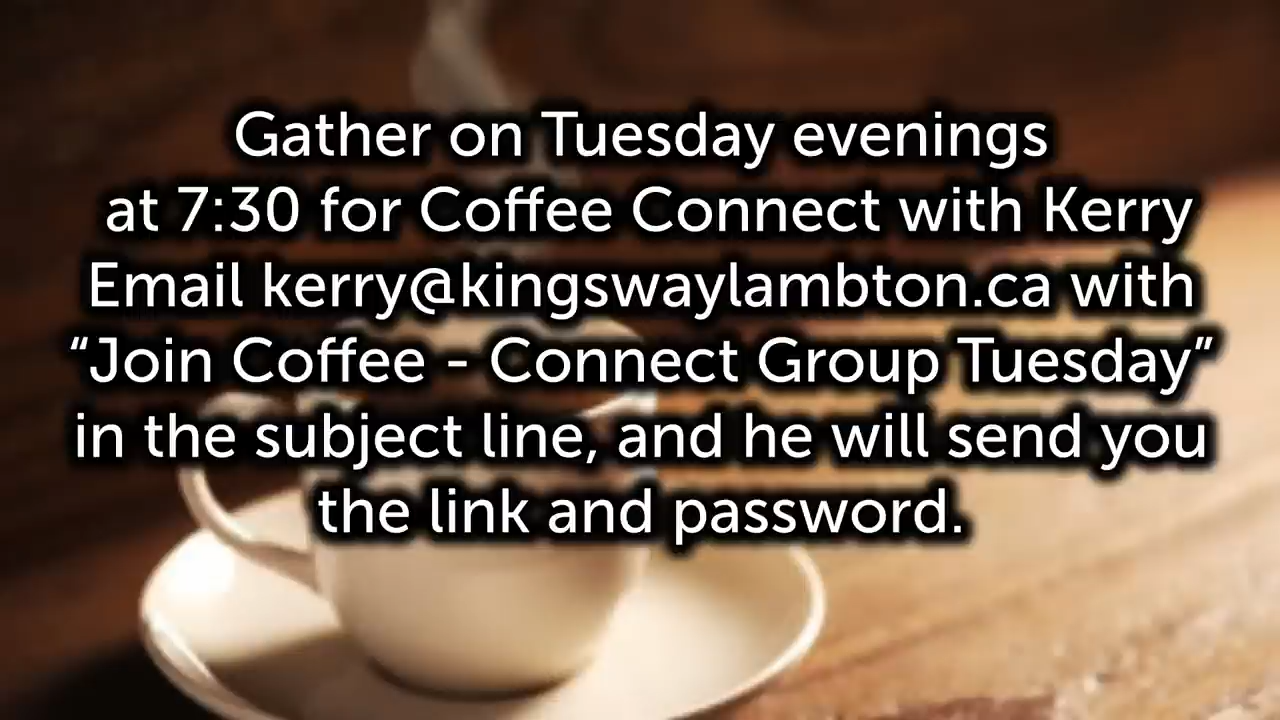 Gather on Tuesday evenings
at 7:30 for Coffee Connect with Kerry
Email kerry@kingswaylambton.ca with
“Join Coffee - Connect Group Tuesday”
in the subject line, and he will send you
the link and password.